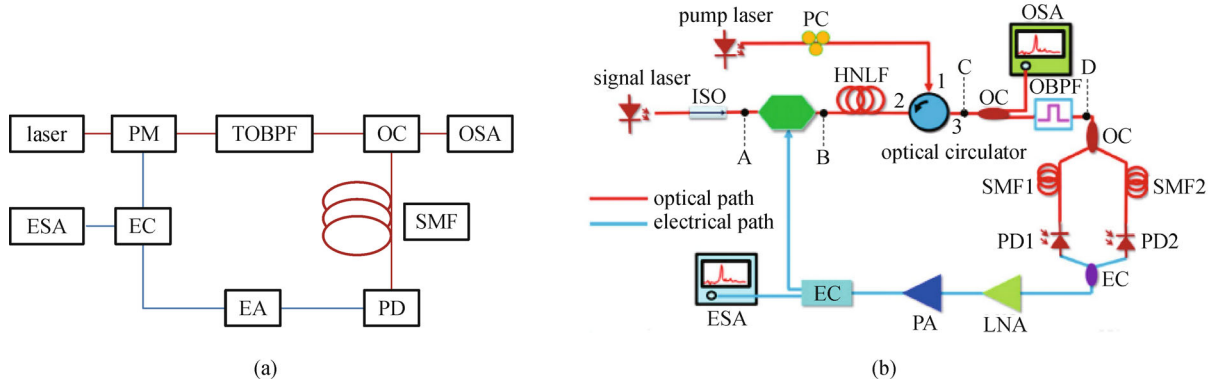 laser
PM
TOBPF
OC
OSA
ESA
EC
SMF
EA
PD
(a)
pump laser
PC
OSA
signal laser
ISO
HNLF
2
1
3
C
OC
OBPF
D
A
B
optical circulator
OC
SMF1
SMF2
optical path
electrical path
PD1
PD2
EC
ESA
EC
PA
LNA
(b)